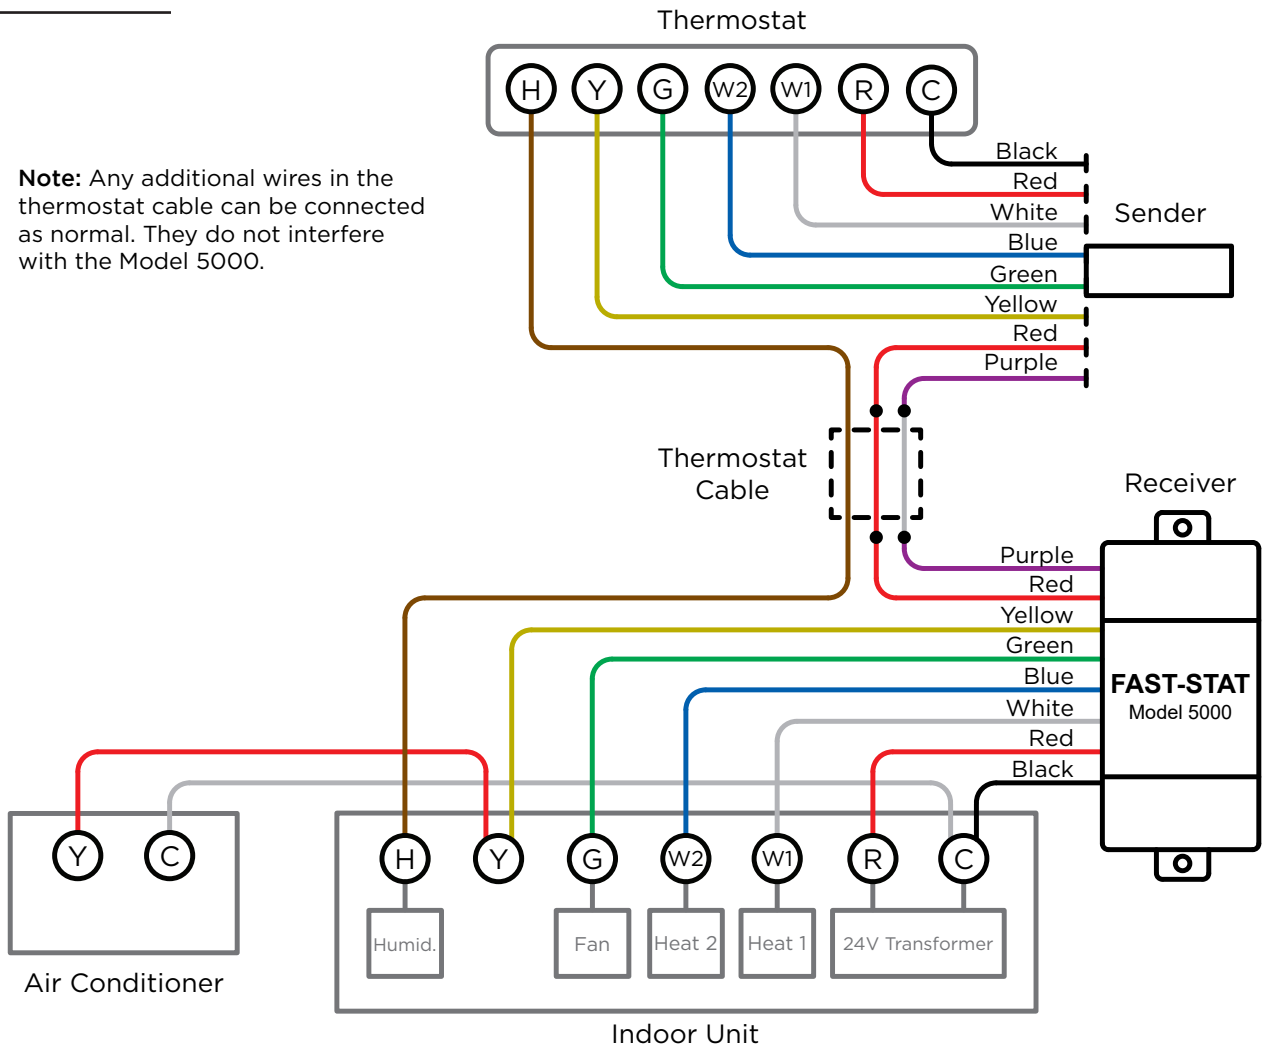 Thermostat
H Y G W2 W1 R C
Note: Any additional wires in the
thermostat cable can be connected
as normal. They do not interfere
with the Model 5000.
Black
Red
White
Blue
Green
Yellow
Red
Purple
Sender
Thermostat
Cable
Receiver
Purple
Red
Yellow
Green
Blue
White
Red
Black
FAST-STAT
Model 5000
Y C
Air Conditioner
H Y G W2 W1 R C
Humid. Fan Heat 2 Heat 1 24V Transformer
Indoor Unit